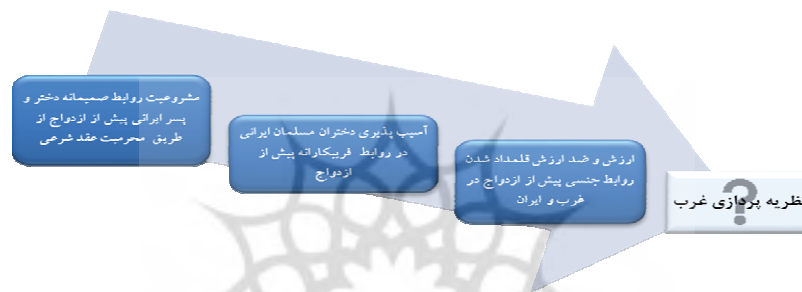 مشروعیت روابط صمیمانه دختر و
پسر ایرانی پیش از ازدواج از
طریق محرمیت عقد شرعی
آسیب پذیری دختران مسلمان ایرانی
در روابط فریبکارانه پیش از
ازدواج
ارزش و ضد ارزش قلمداد شدن
روابط جنسی پیش از ازدواج در
غرب و ایران
؟
نظریه پردازی غرب